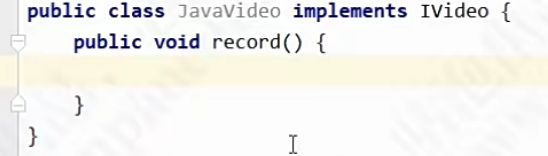 public class JavaVideo implements IVideo {
    public void record() {
    }
}